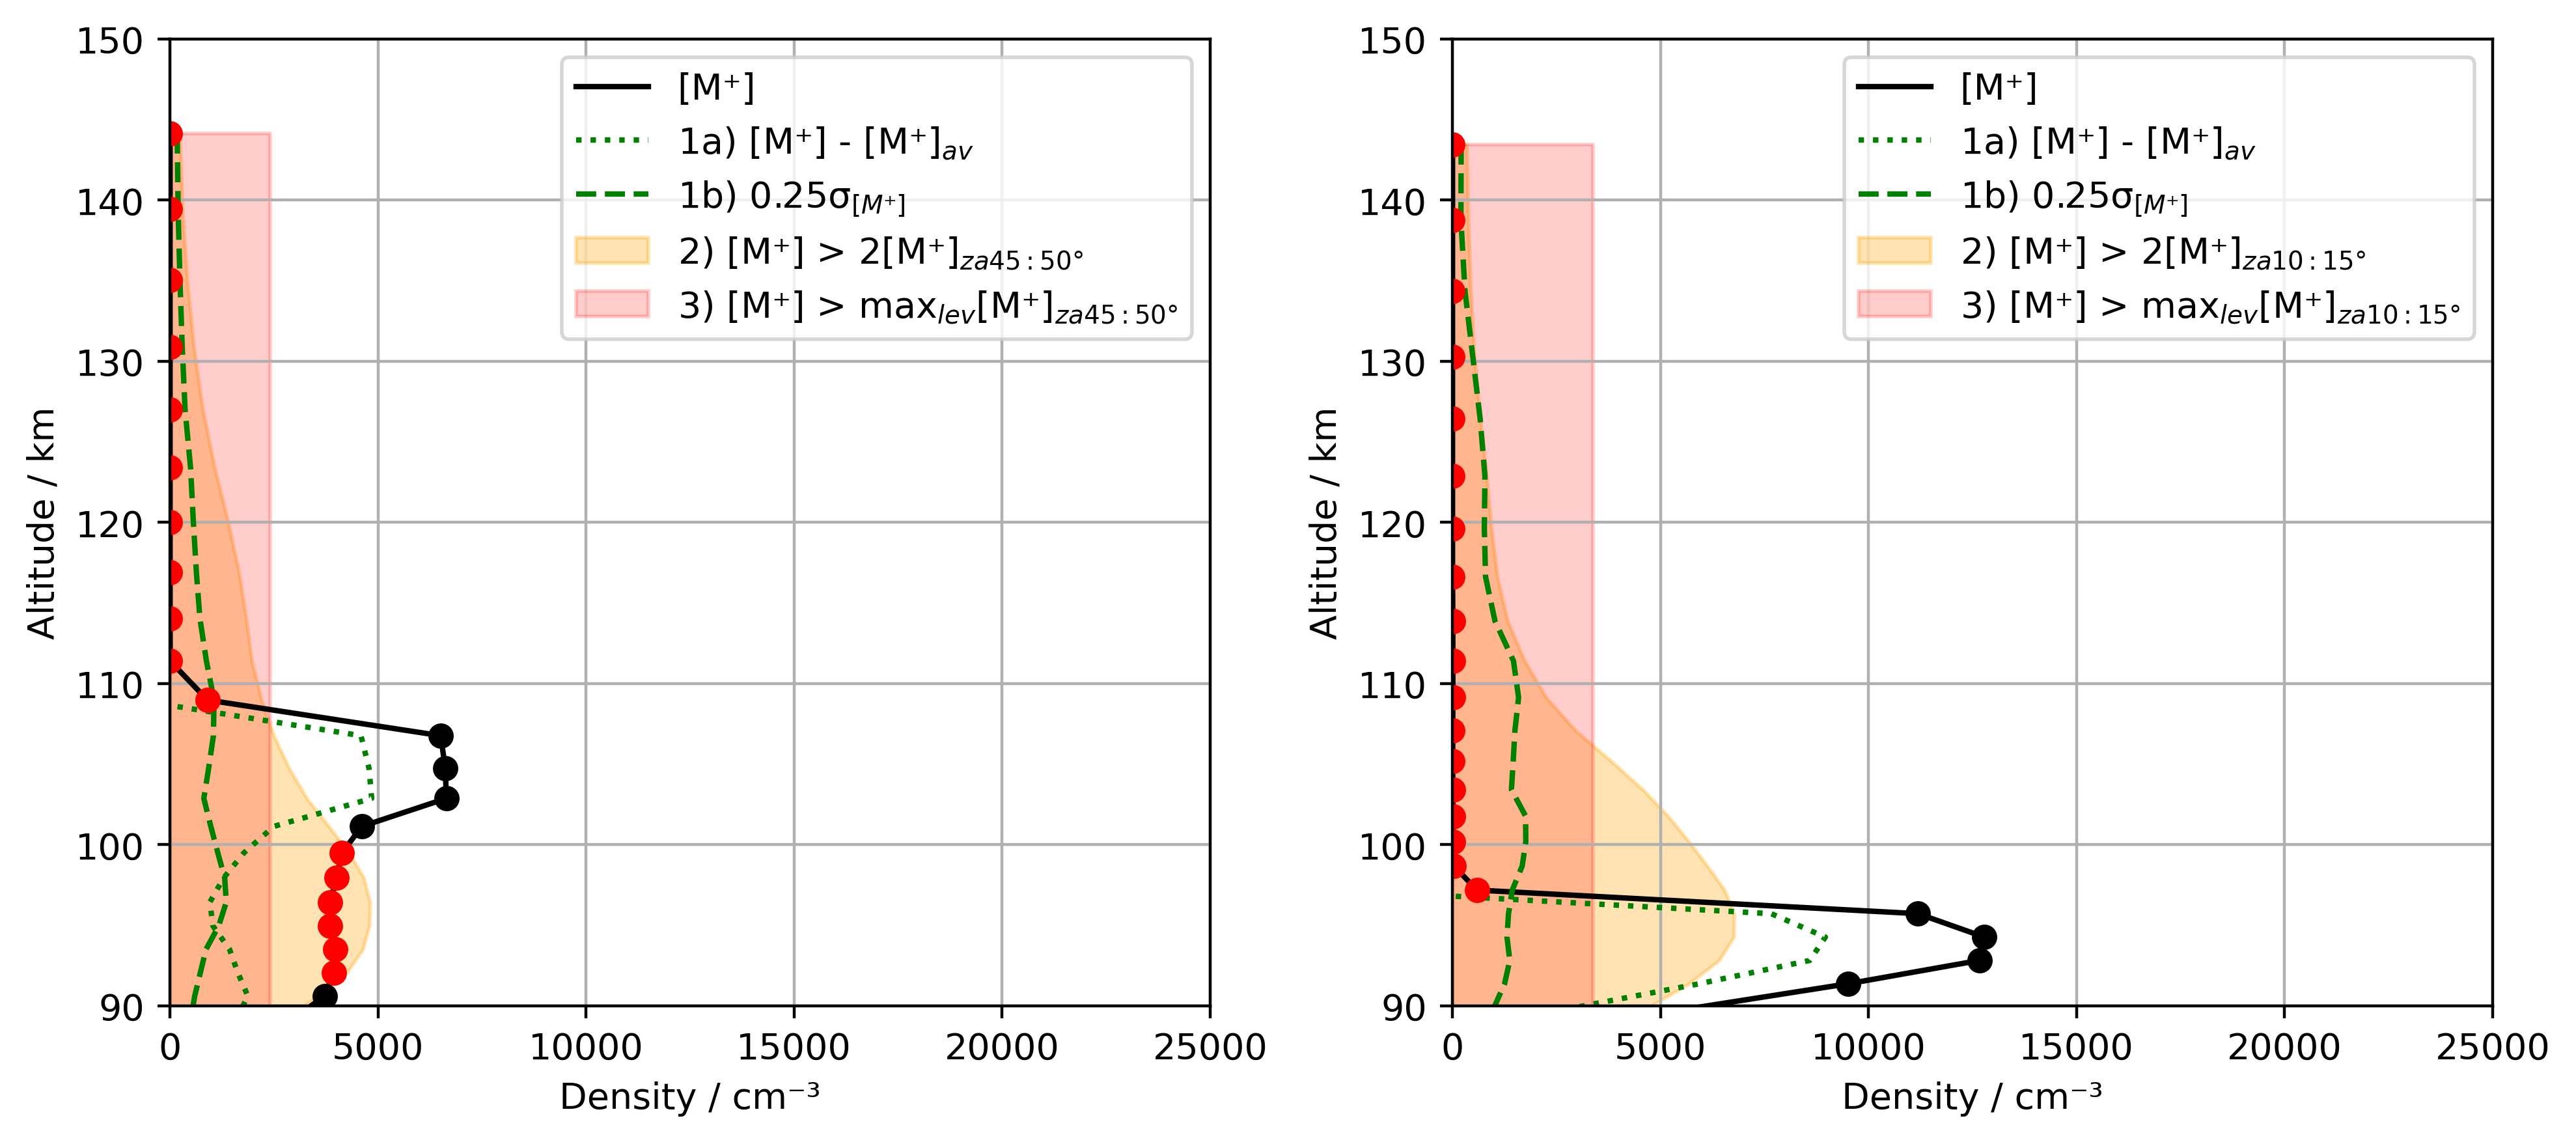 150
140
130
120
110
100
90
Altitude / km
0 5000 10000 15000 20000 25000
Density / cm⁻³
[M⁺]
1a) [M⁺] - [M⁺]av
1b) 0.25σ[M⁺]
2) [M⁺] > 2[M⁺]za45:50°
3) [M⁺] > maxlev[M⁺]za45:50°
150
140
130
120
110
100
90
Altitude / km
0 5000 10000 15000 20000 25000
Density / cm⁻³
[M⁺]
1a) [M⁺] - [M⁺]av
1b) 0.25σ[M⁺]
2) [M⁺] > 2[M⁺]za10:15°
3) [M⁺] > maxlev[M⁺]za10:15°